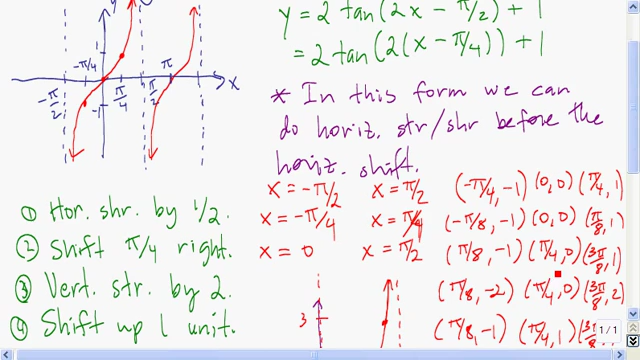 y
y = 2 tan(2x − π/2) + 1
= 2 tan(2(x − π/4)) + 1
−π/4 π x
−π/2 π/4 π/2
-1
* In this form we can
do horiz. str/shr before the
horiz. shift.
x = −π/2 x = π/2 (−π/4, −1) (0, 0) (π/4, 1)
① Hor. shr. by 1/2.
x = −π/4 x = π/4 (−π/8, −1) (0, 0) (π/8, 1)
② Shift π/4 right.
x = 0 x = π/2 (π/8, −1) (π/4, 0) (3π/8, 1)
③ Vert. str. by 2.
(π/8, −2) (π/4, 0) (3π/8, 2)
④ Shift up 1 unit.
3
(π/8, −1) (π/4, 1) (3π/8,
1/1